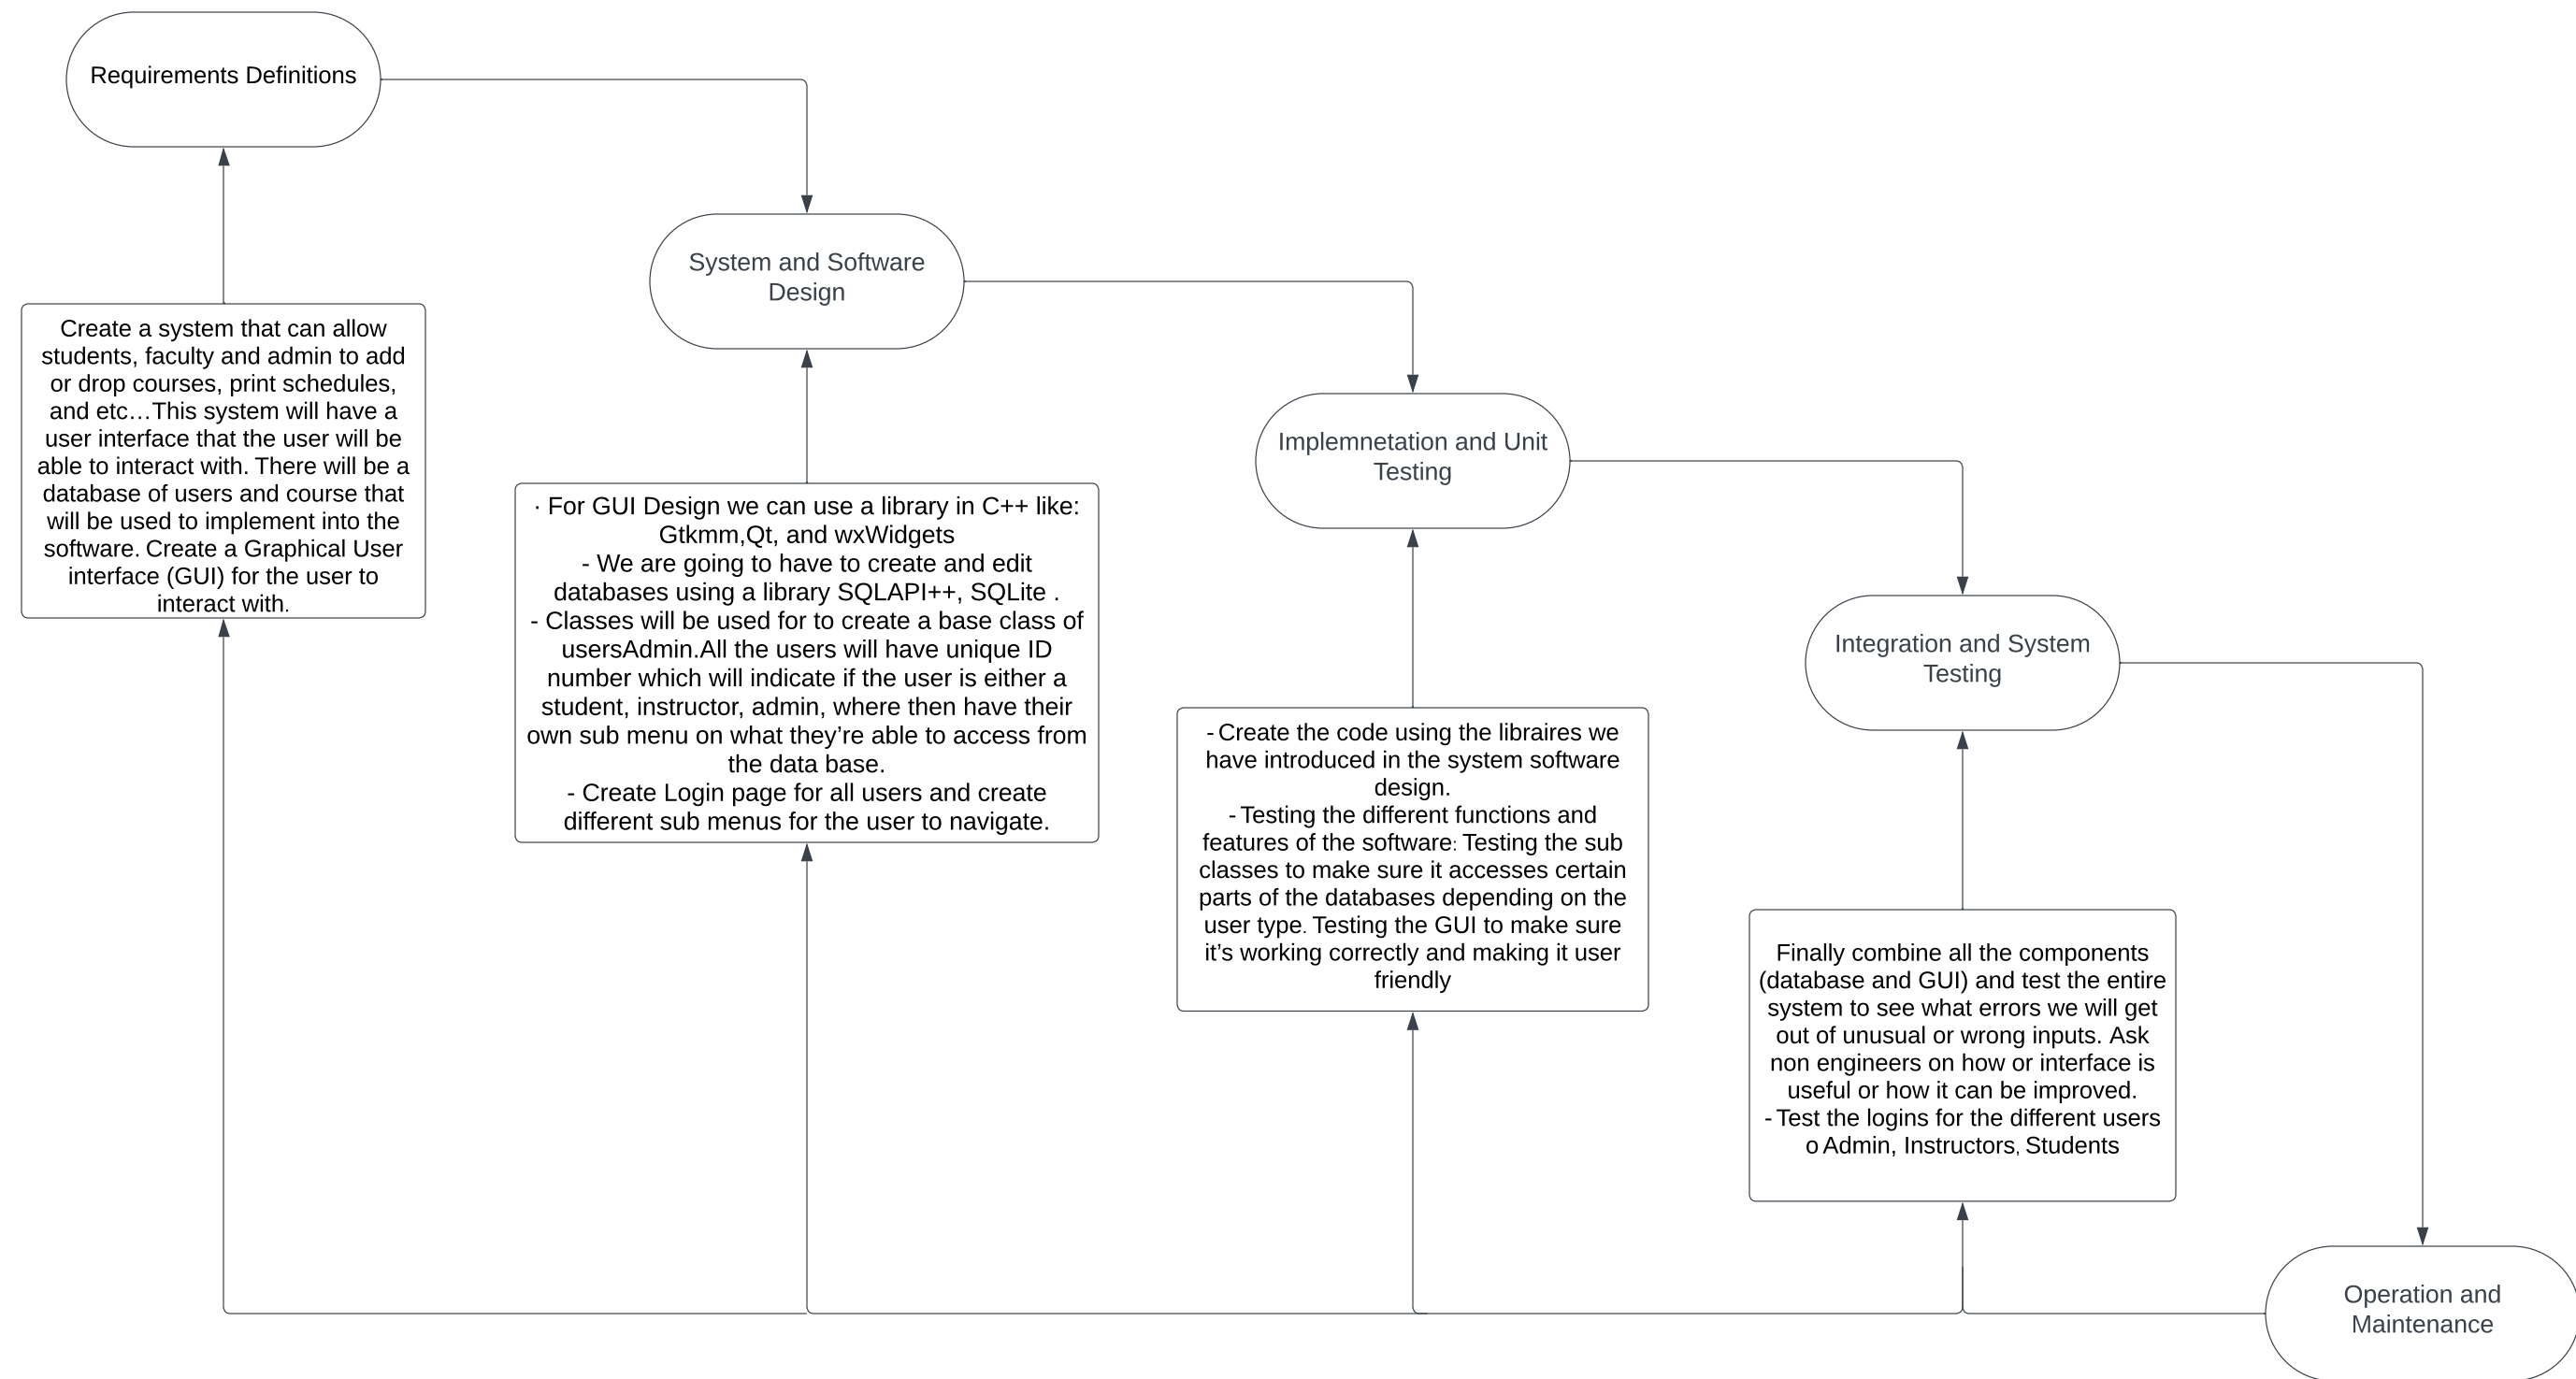 Requirements Definitions
System and Software
Design
Create a system that can allow
students, faculty and admin to add
or drop courses, print schedules,
and etc…This system will have a
user interface that the user will be
able to interact with. There will be a
database of users and course that
will be used to implement into the
software. Create a Graphical User
interface (GUI) for the user to
interact with.
Implemnetation and Unit
Testing
· For GUI Design we can use a library in C++ like:
Gtkmm,Qt, and wxWidgets
- We are going to have to create and edit
databases using a library SQLAPI++, SQLite .
- Classes will be used for to create a base class of
usersAdmin.All the users will have unique ID
number which will indicate if the user is either a
student, instructor, admin, where then have their
own sub menu on what they’re able to access from
the data base.
- Create Login page for all users and create
different sub menus for the user to navigate.
Integration and System
Testing
- Create the code using the libraires we
have introduced in the system software
design.
- Testing the different functions and
features of the software: Testing the sub
classes to make sure it accesses certain
parts of the databases depending on the
user type. Testing the GUI to make sure
it’s working correctly and making it user
friendly
Finally combine all the components
(database and GUI) and test the entire
system to see what errors we will get
out of unusual or wrong inputs. Ask
non engineers on how or interface is
useful or how it can be improved.
- Test the logins for the different users
o Admin, Instructors, Students
Operation and
Maintenance